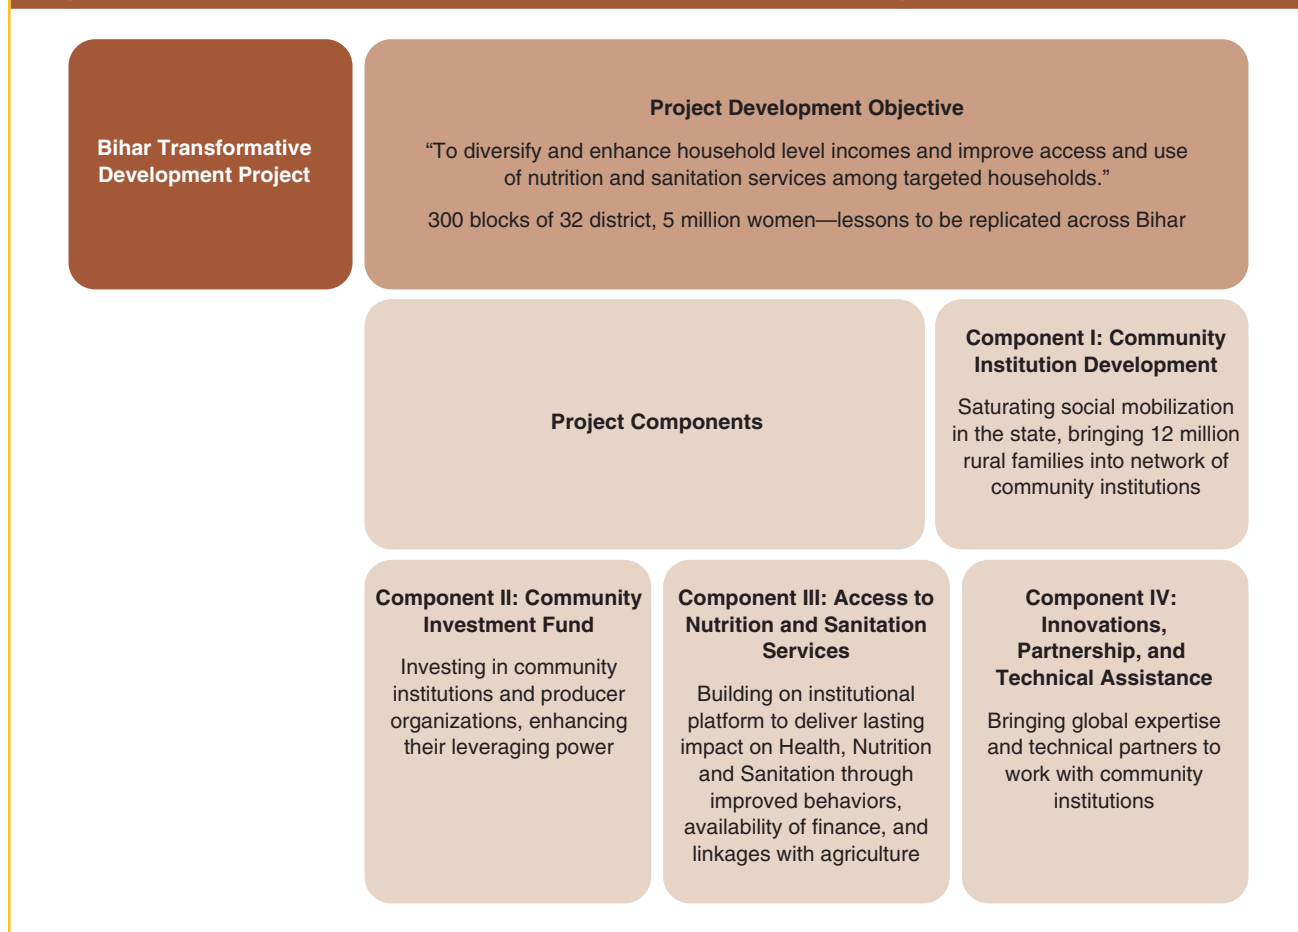 Bihar Transformative
Development Project
Project Development Objective
“To diversify and enhance household level incomes and improve access and use
of nutrition and sanitation services among targeted households.”
300 blocks of 32 district, 5 million women—lessons to be replicated across Bihar
Project Components
Component I: Community
Institution Development
Saturating social mobilization
in the state, bringing 12 million
rural families into network of
community institutions
Component II: Community
Investment Fund
Investing in community
institutions and producer
organizations, enhancing
their leveraging power
Component III: Access to
Nutrition and Sanitation
Services
Building on institutional
platform to deliver lasting
impact on Health, Nutrition
and Sanitation through
improved behaviors,
availability of finance, and
linkages with agriculture
Component IV:
Innovations,
Partnership, and
Technical Assistance
Bringing global expertise
and technical partners to
work with community
institutions